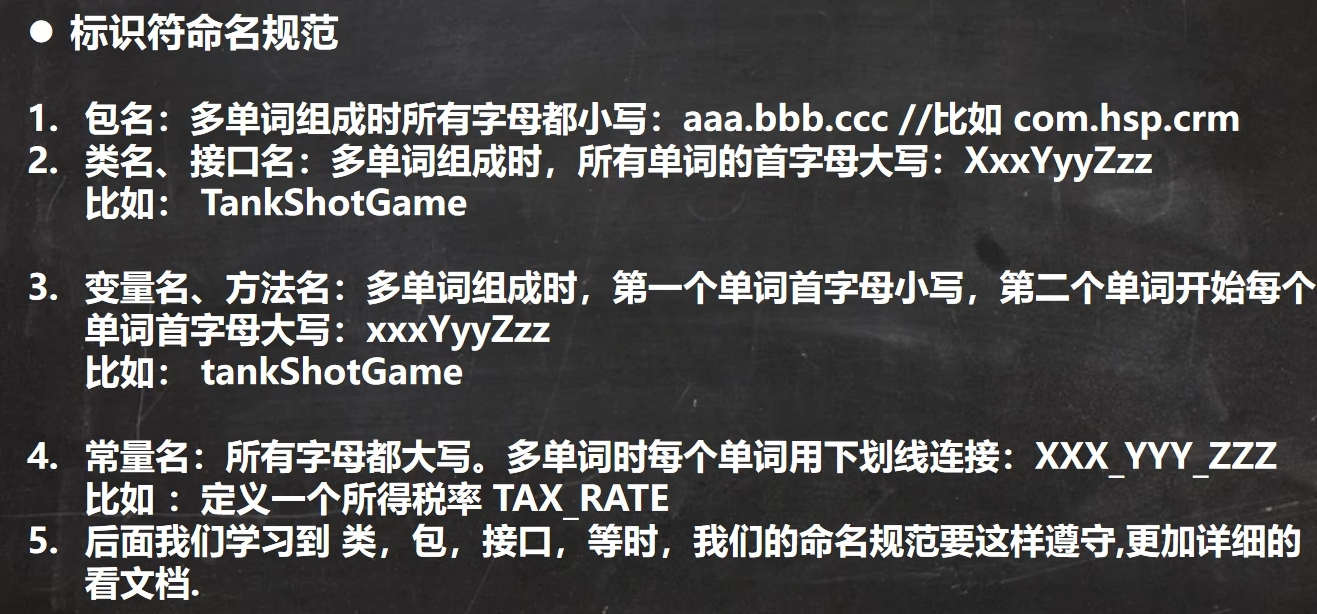 ● 标识符命名规范
1. 包名：多单词组成时所有字母都小写：aaa.bbb.ccc //比如 com.hsp.crm
2. 类名、接口名：多单词组成时，所有单词的首字母大写：XxxYyyZzz
比如： TankShotGame
3. 变量名、方法名：多单词组成时，第一个单词首字母小写，第二个单词开始每个
单词首字母大写：xxxYyyZzz
比如： tankShotGame
4. 常量名：所有字母都大写。多单词时每个单词用下划线连接：XXX_YYY_ZZZ
比如 ：定义一个所得税率 TAX_RATE
5. 后面我们学习到 类，包，接口，等时，我们的命名规范要这样遵守,更加详细的
看文档.